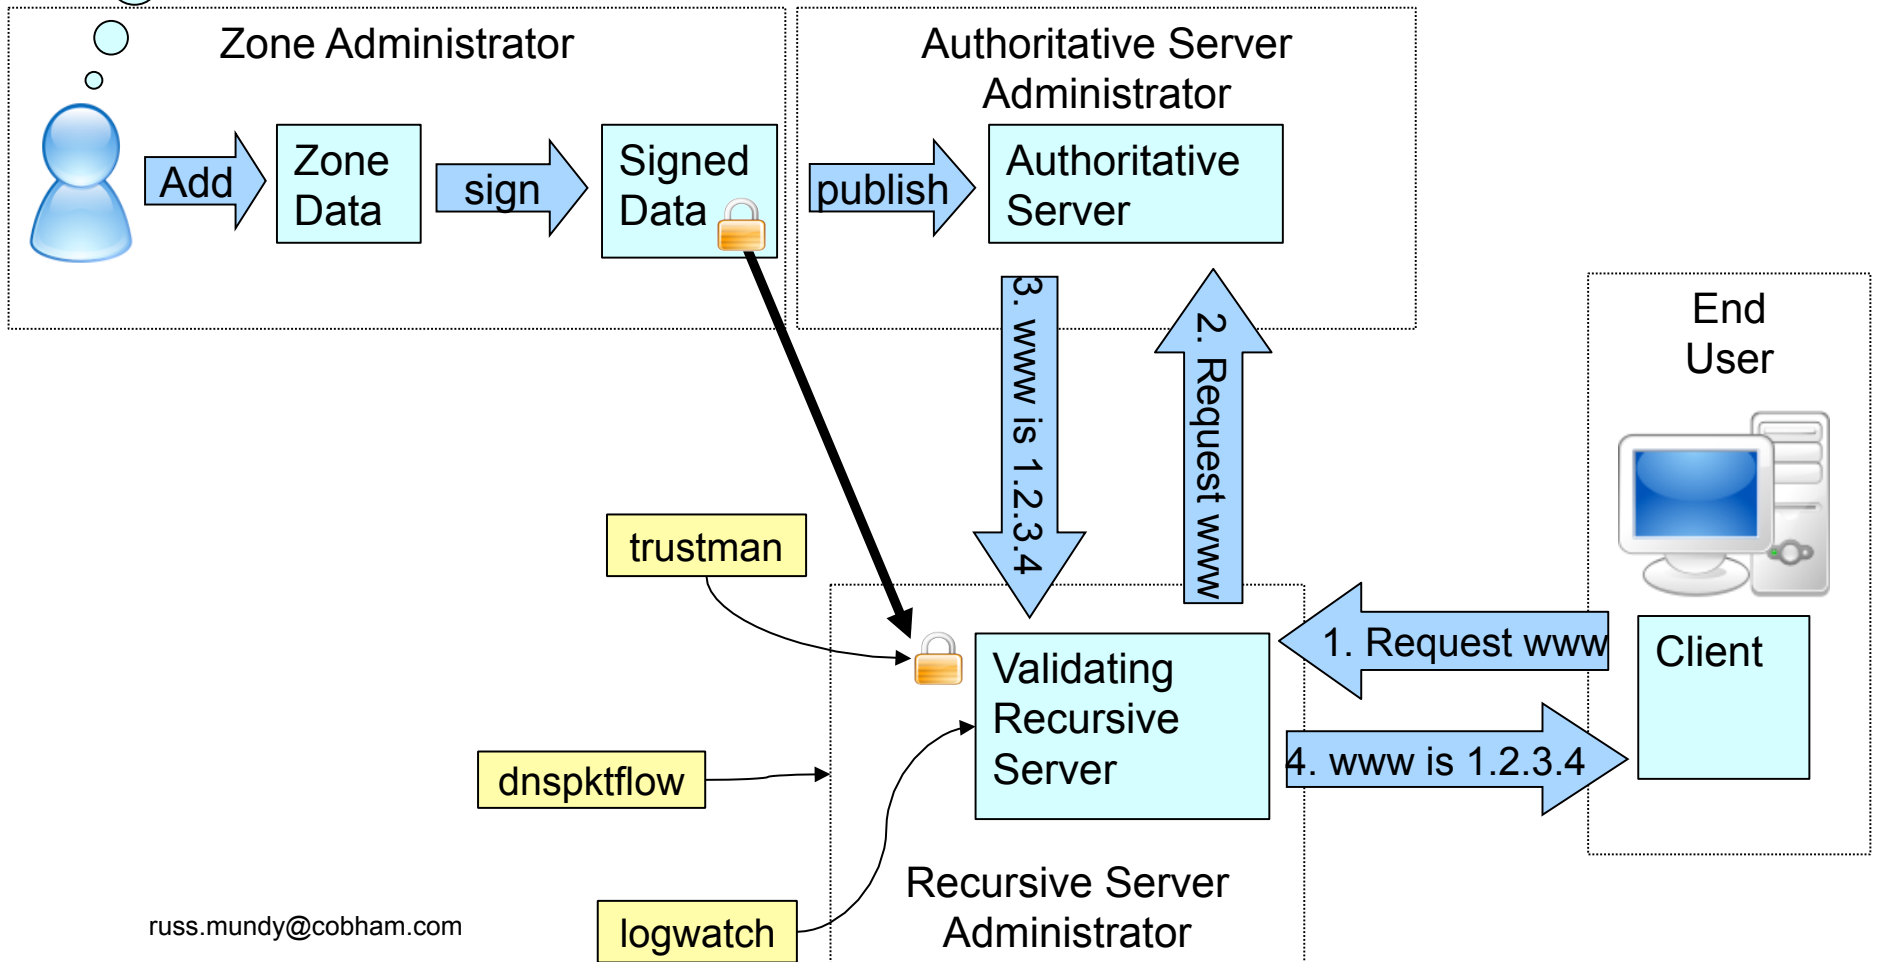 Zone Administrator
Authoritative Server
Administrator
Add
Zone
Data
sign
Signed
Data
publish
Authoritative
Server
3. www is 1.2.3.4
2. Request www
End
User
trustman
1. Request www
Client
Validating
Recursive
Server
dnspktflow
4. www is 1.2.3.4
Recursive Server
Administrator
logwatch
russ.mundy@cobham.com